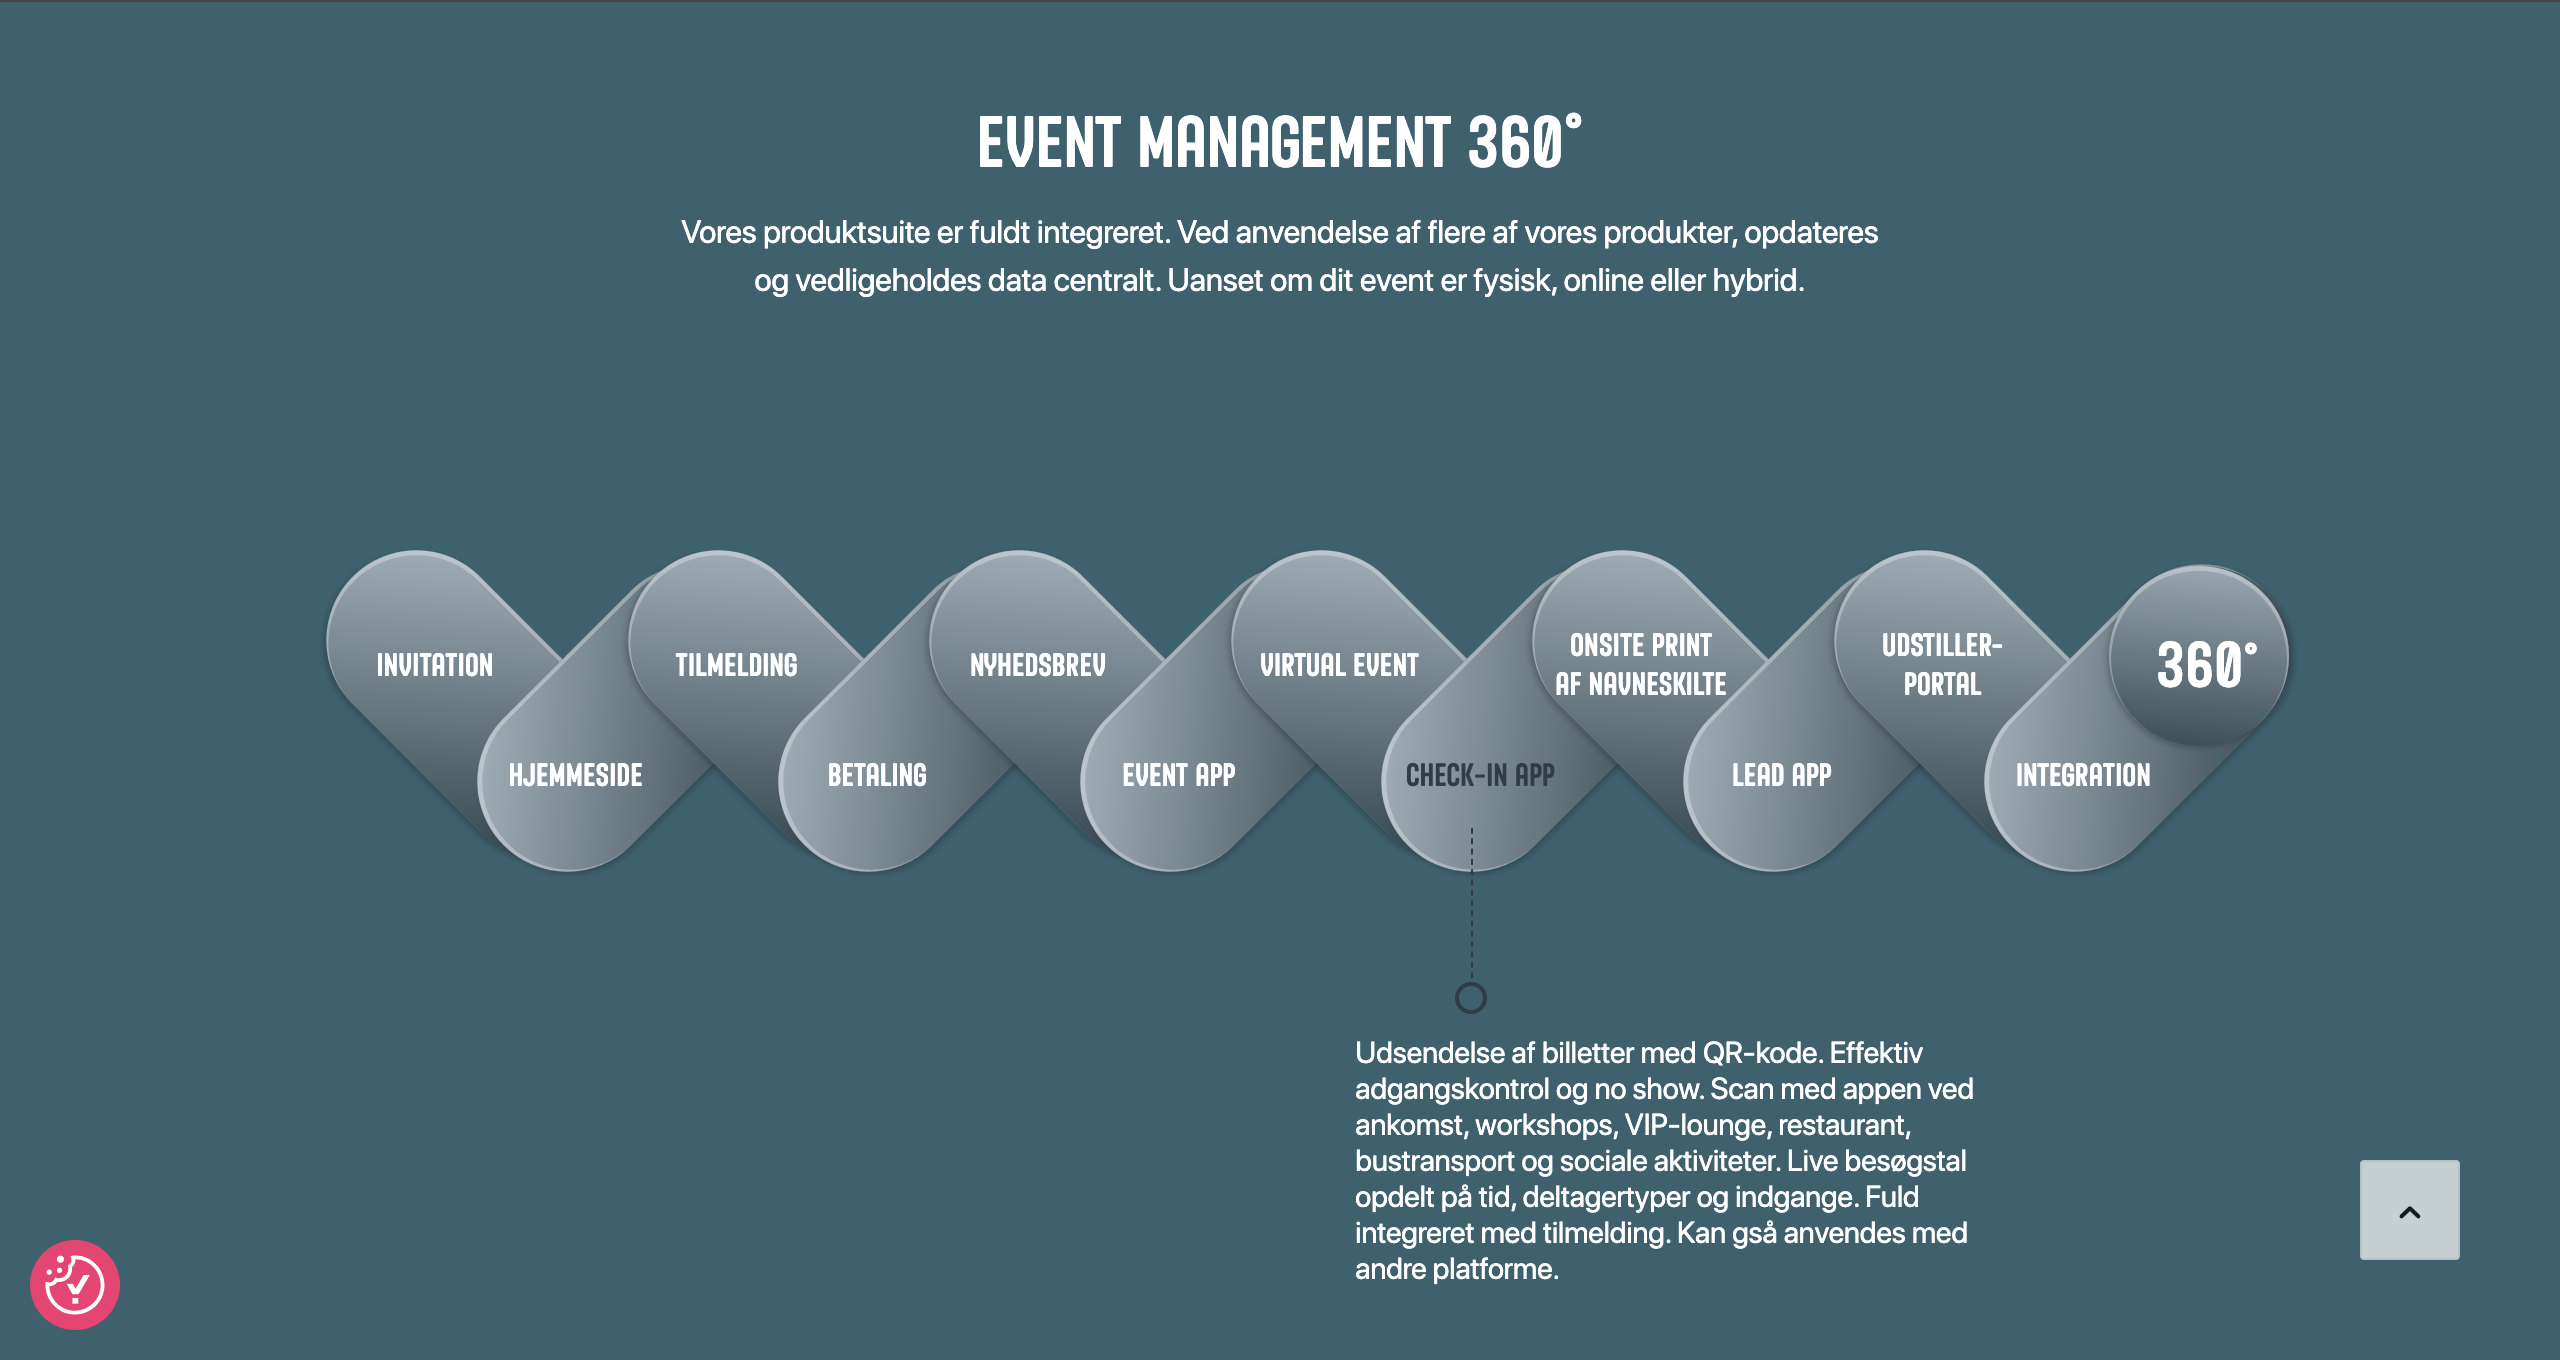 EVENT MANAGEMENT 360°
Vores produktsuite er fuldt integreret. Ved anvendelse af flere af vores produkter, opdateres
og vedligeholdes data centralt. Uanset om dit event er fysisk, online eller hybrid.
INVITATION
HJEMMESIDE
TILMELDING
BETALING
NYHEDSBREV
EVENT APP
VIRTUAL EVENT
CHECK-IN APP
ONSITE PRINT
AF NAVNESKILTE
LEAD APP
UDSTILLER-
PORTAL
INTEGRATION
360°
Udsendelse af billetter med QR-kode. Effektiv
adgangskontrol og no show. Scan med appen ved
ankomst, workshops, VIP-lounge, restaurant,
bustransport og sociale aktiviteter. Live besøgstal
opdelt på tid, deltagertyper og indgange. Fuld
integreret med tilmelding. Kan gså anvendes med
andre platforme.